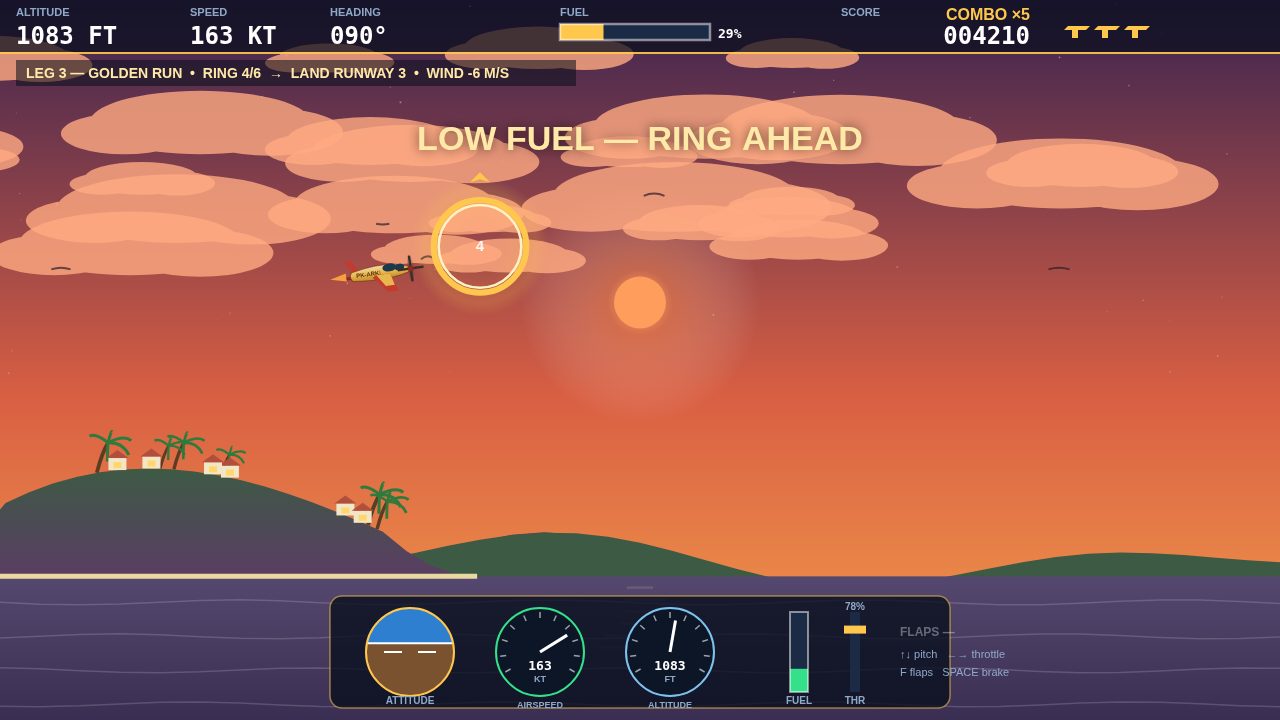 ALTITUDE SPEED HEADING FUEL SCORE COMBO ×5
1083 FT 163 KT 090° 29% 004210
LEG 3 — GOLDEN RUN • RING 4/6 → LAND RUNWAY 3 • WIND -6 M/S
LOW FUEL — RING AHEAD
4
78%
FLAPS —
↑↓ pitch ←→ throttle
F flaps SPACE brake
163 1083
KT FT
ATTITUDE AIRSPEED ALTITUDE FUEL THR